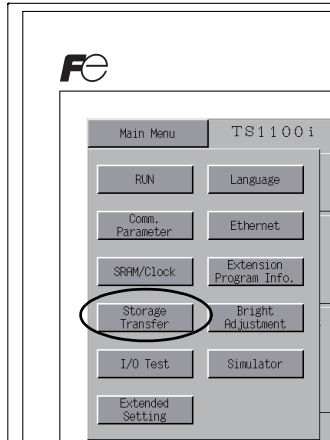 Fe
Main Menu
TS1100i
RUN
Language
Comm.
Parameter
Ethernet
SRAM/Clock
Extension
Program Info.
Storage
Transfer
Bright
Adjustment
I/O Test
Simulator
Extended
Setting